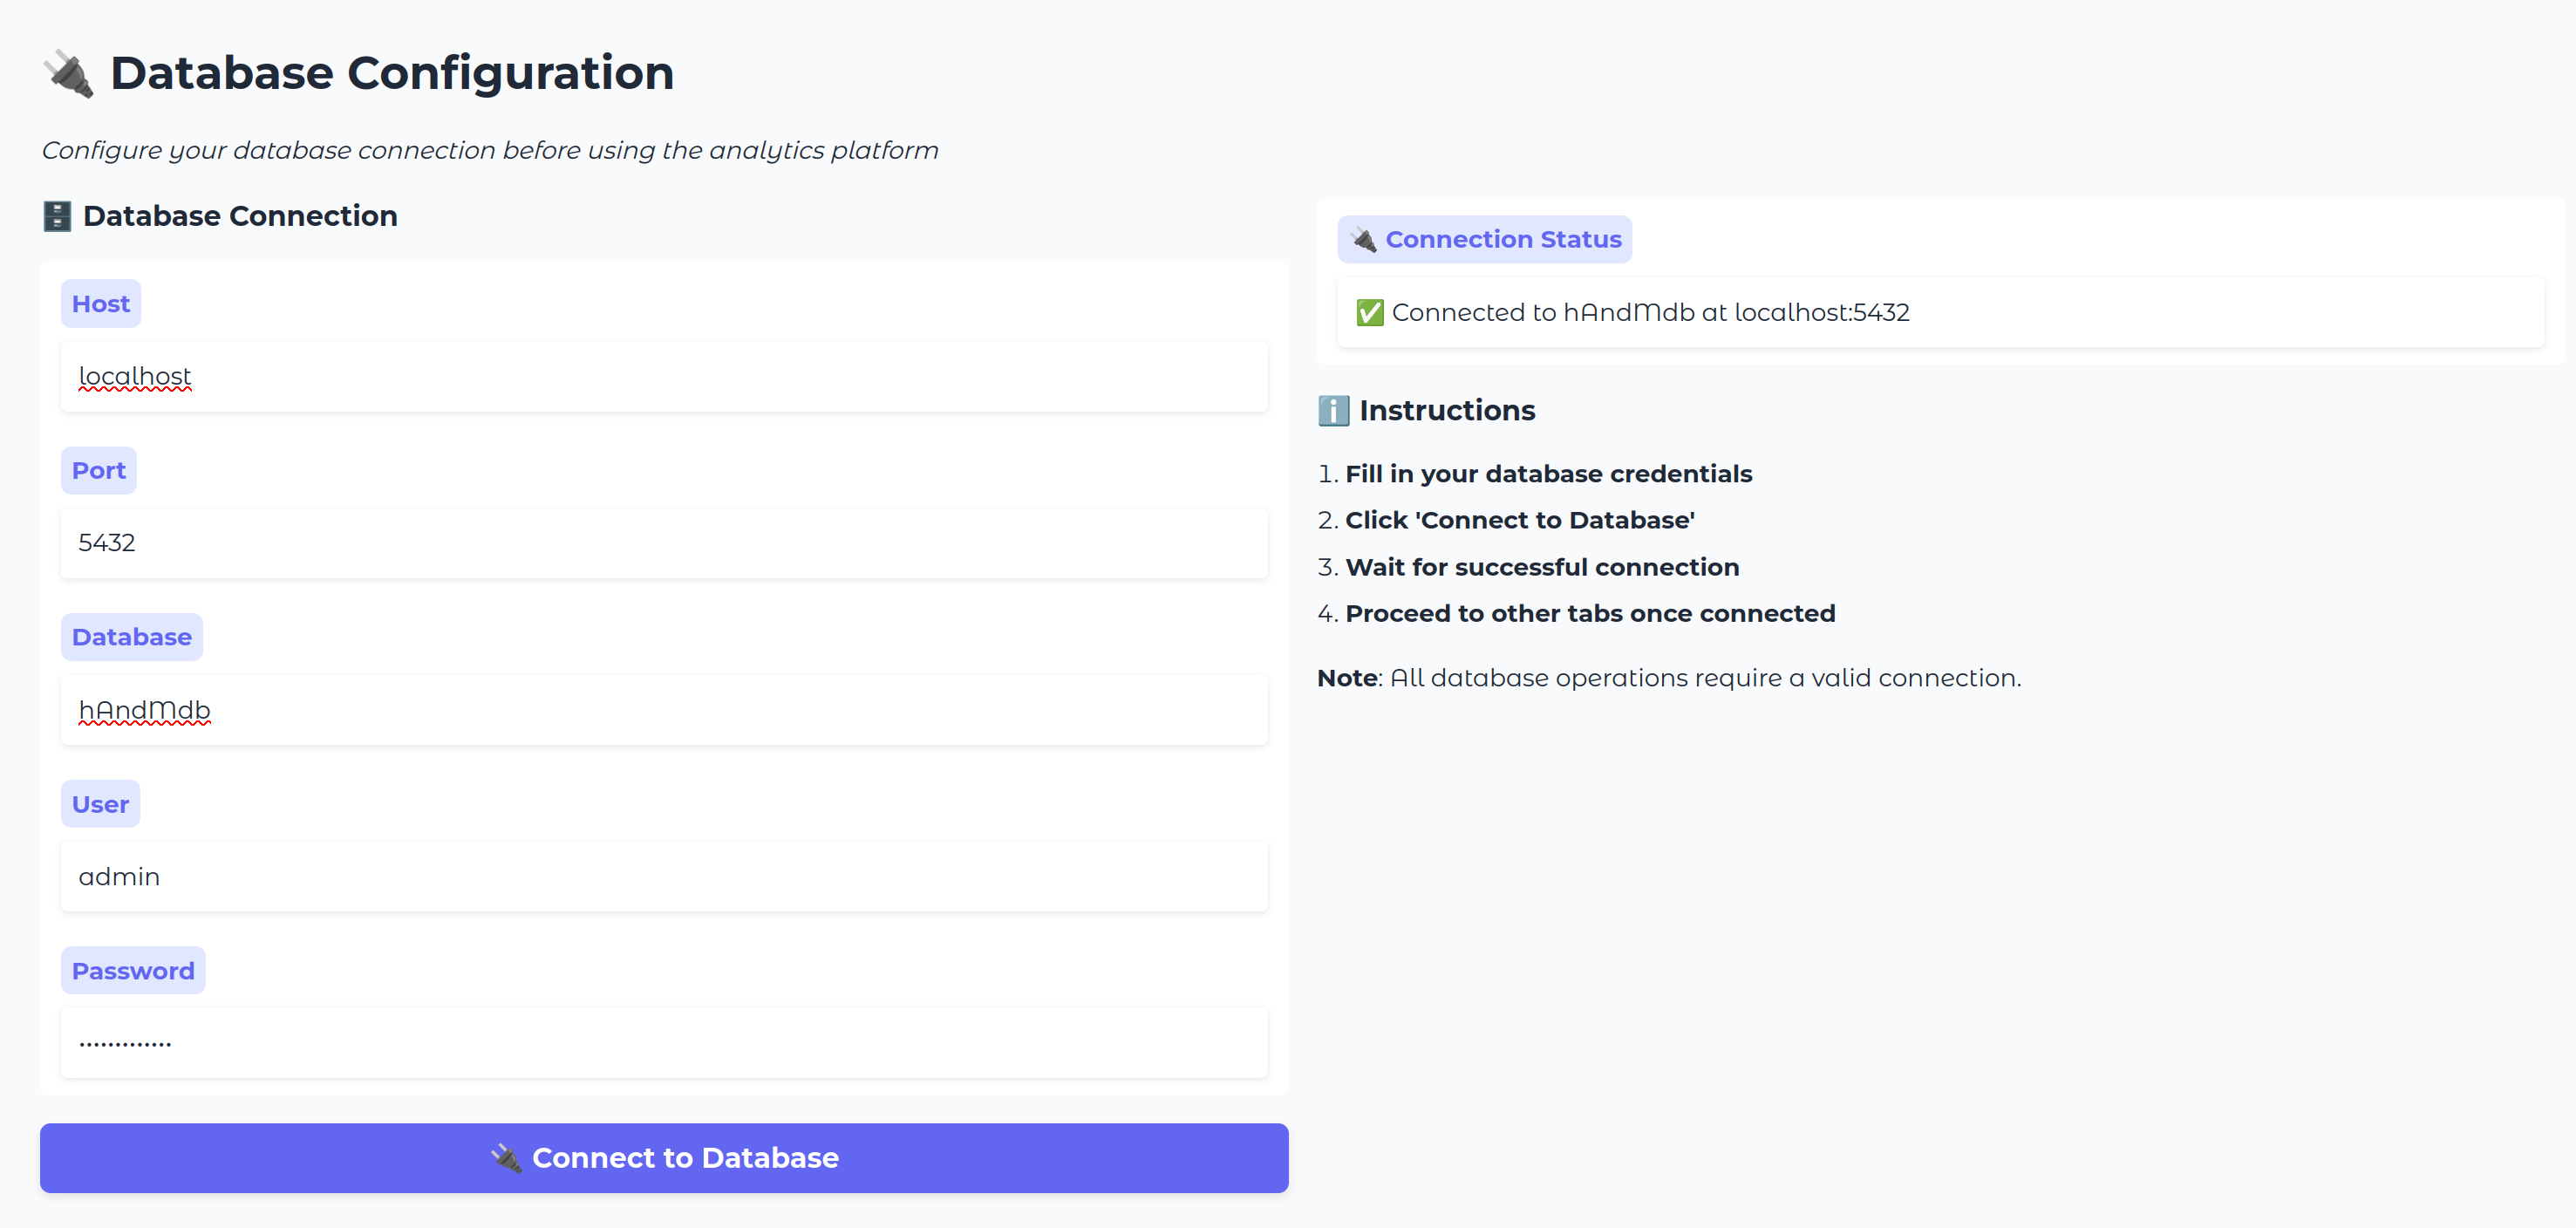 Database Configuration
Configure your database connection before using the analytics platform
Database Connection
Host
localhost
Port
5432
Database
hAndMdb
User
admin
Password
.............
Connect to Database
Connection Status
Connected to hAndMdb at localhost:5432
Instructions
1. Fill in your database credentials
2. Click 'Connect to Database'
3. Wait for successful connection
4. Proceed to other tabs once connected
Note: All database operations require a valid connection.